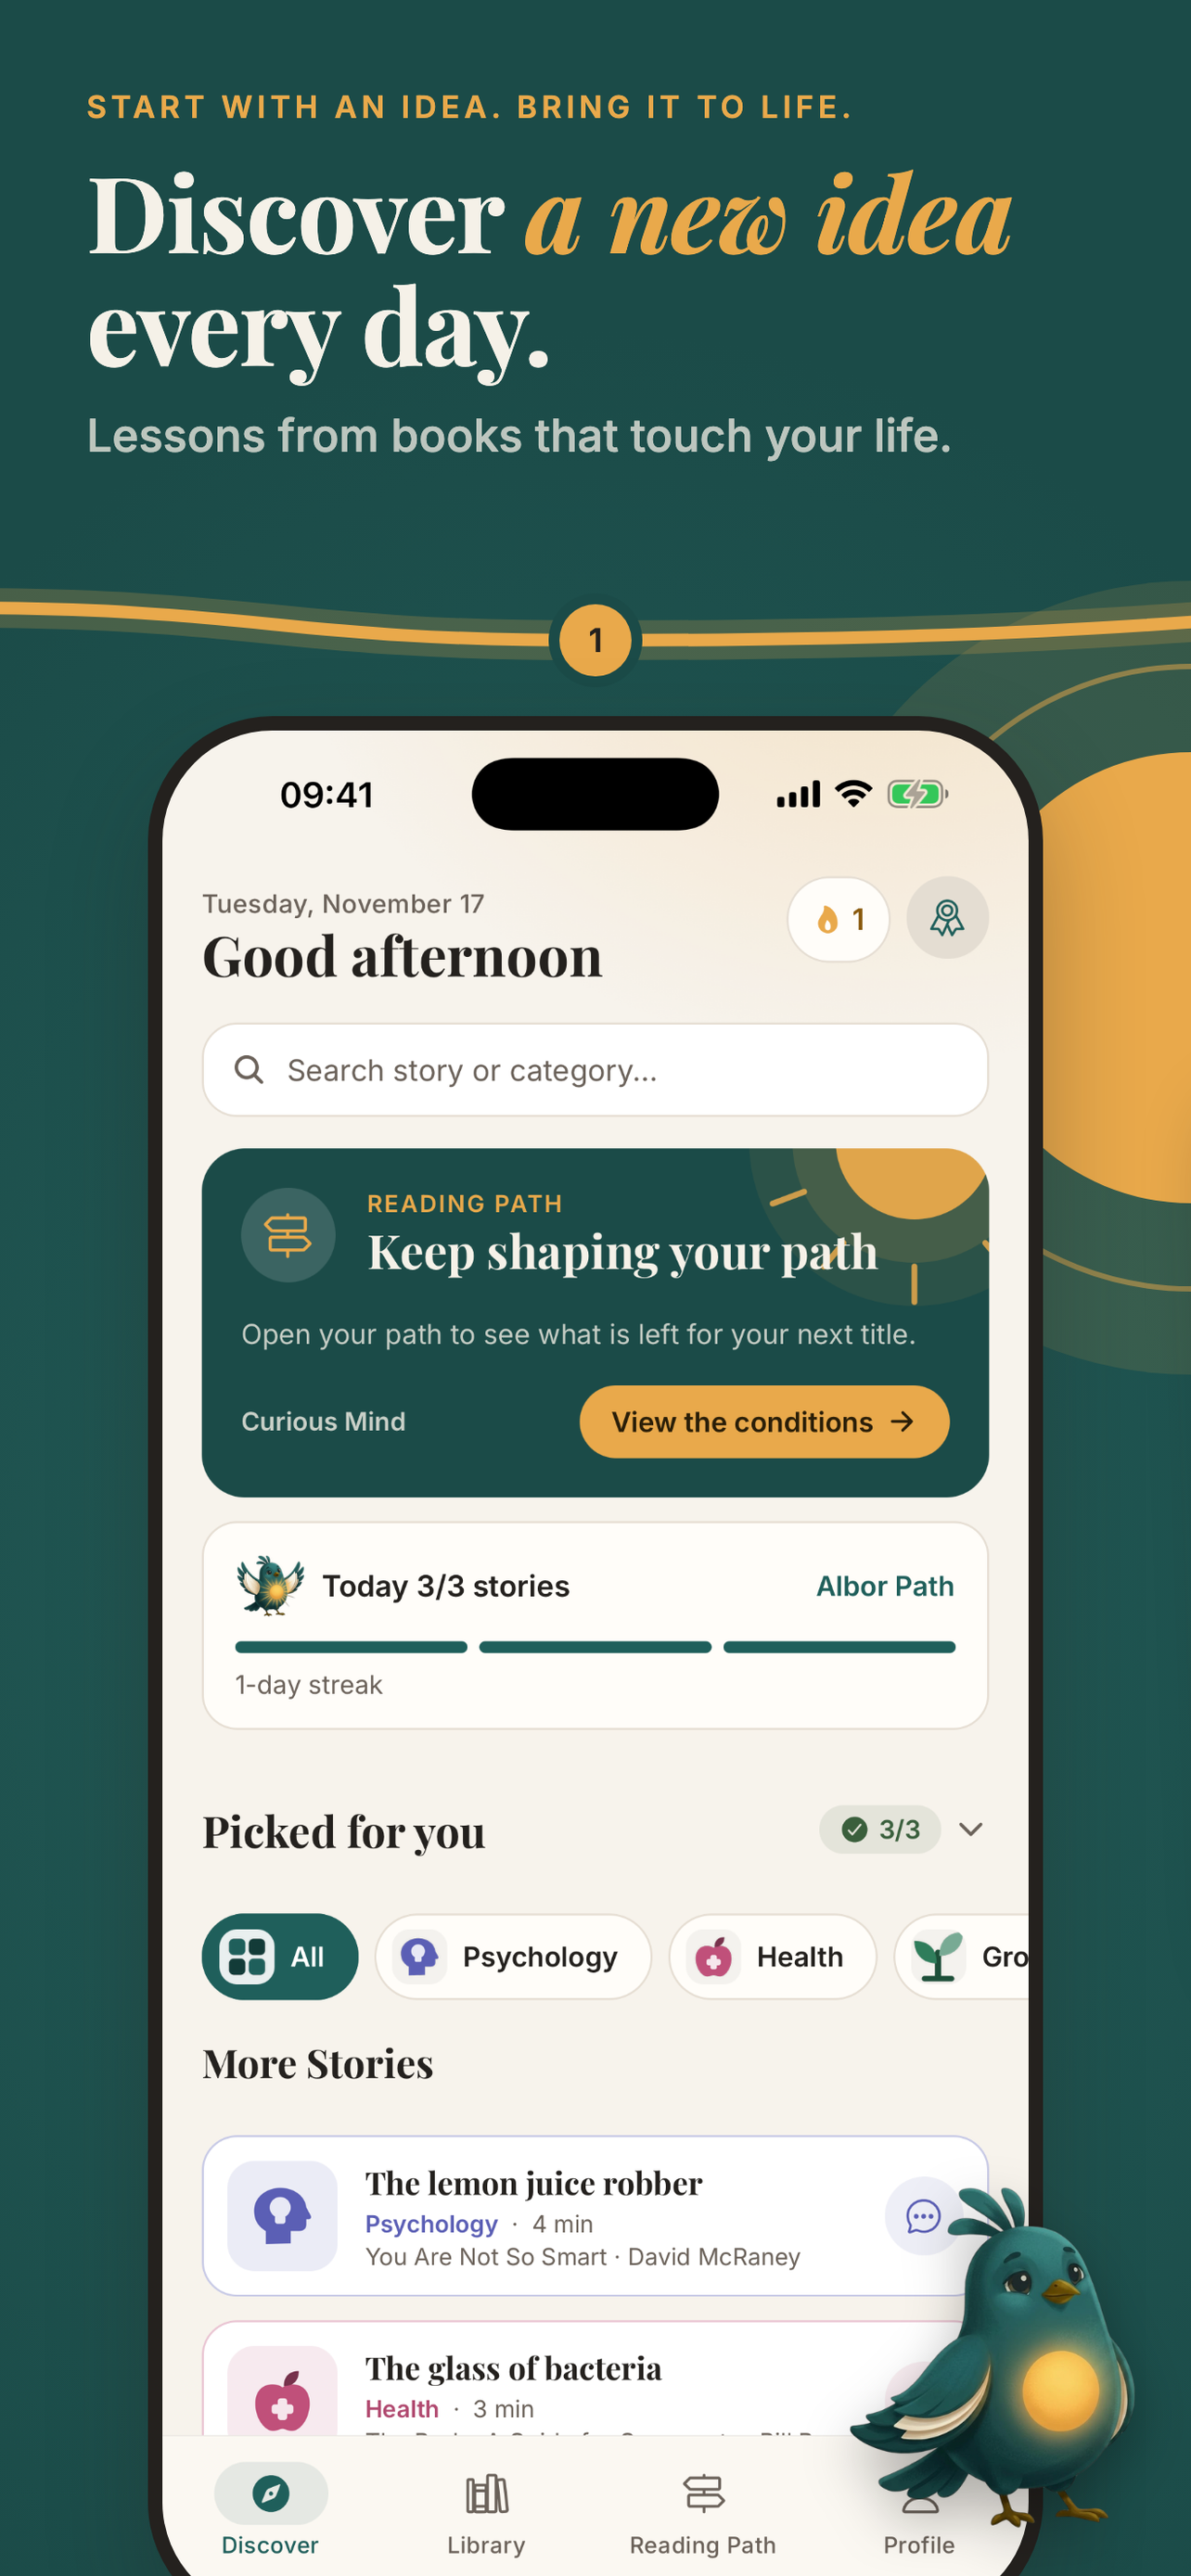 START WITH AN IDEA. BRING IT TO LIFE.
Discover a new idea
every day.
Lessons from books that touch your life.
1
09:41
Tuesday, November 17
Good afternoon
1
Search story or category...
READING PATH
Keep shaping your path
Open your path to see what is left for your next title.
Curious Mind
View the conditions
Today 3/3 stories
Albor Path
1-day streak
Picked for you
3/3
All
Psychology
Health
Gro
More Stories
The lemon juice robber
Psychology · 4 min
You Are Not So Smart · David McRaney
The glass of bacteria
Health · 3 min
Discover
Library
Reading Path
Profile